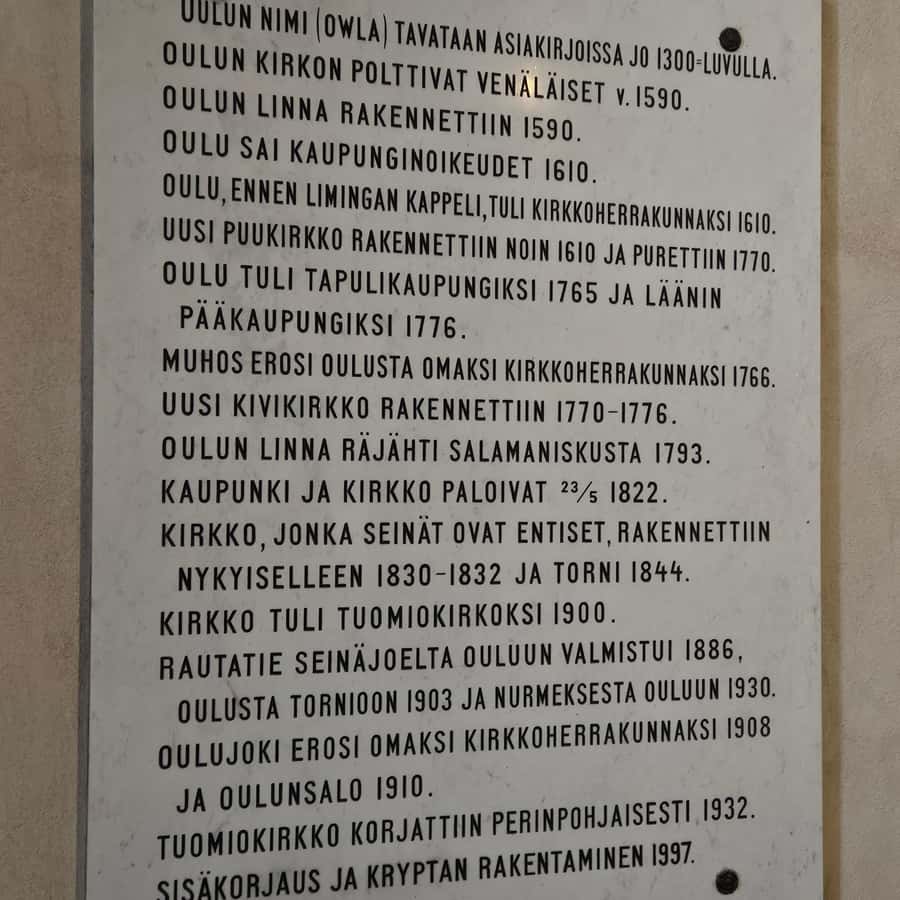 OULUN NIMI (OWLA) TAVATAAN ASIAKIRJOISSA JO 1300=LUVULLA.
OULUN KIRKON POLTTIVAT VENÄLÄISET v. 1590.
OULUN LINNA RAKENNETTIIN 1590.
OULU SAI KAUPUNGINOIKEUDET 1610.
OULU, ENNEN LIMINGAN KAPPELI, TULI KIRKKOHERRAKUNNAKSI 1610.
UUSI PUUKIRKKO RAKENNETTIIN NOIN 1610 JA PURETTIIN 1770.
OULU TULI TAPULIKAUPUNGIKSI 1765 JA LÄÄNIN
PÄÄKAUPUNGIKSI 1776.
MUHOS EROSI OULUSTA OMAKSI KIRKKOHERRAKUNNAKSI 1766.
UUSI KIVIKIRKKO RAKENNETTIIN 1770-1776.
OULUN LINNA RÄJÄHTI SALAMANISKUSTA 1793.
KAUPUNKI JA KIRKKO PALOIVAT 23/5 1822.
KIRKKO, JONKA SEINÄT OVAT ENTISET, RAKENNETTIIN
NYKYISELLEEN 1830-1832 JA TORNI 1844.
KIRKKO TULI TUOMIOKIRKOKSI 1900.
RAUTATIE SEINÄJOELTA OULUUN VALMISTUI 1886,
OULUSTA TORNIOON 1903 JA NURMEKSESTA OULUUN 1930.
OULUJOKI EROSI OMAKSI KIRKKOHERRAKUNNAKSI 1908
JA OULUNSALO 1910.
TUOMIOKIRKKO KORJATTIIN PERINPOHJAISESTI 1932.
SISÄKORJAUS JA KRYPTAN RAKENTAMINEN 1997.